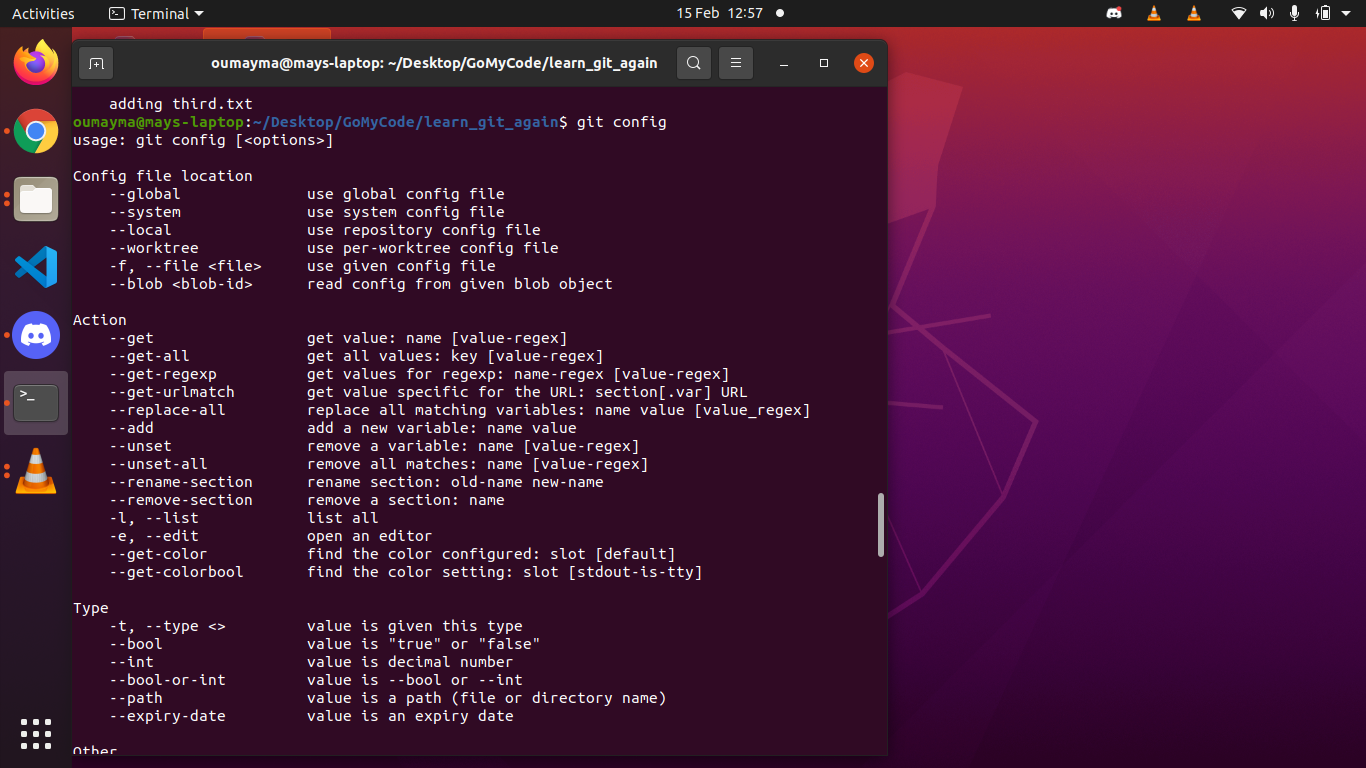 Activities Terminal 15 Feb 12:57
oumayma@mays-laptop: ~/Desktop/GoMyCode/learn_git_again
    adding third.txt
oumayma@mays-laptop:~/Desktop/GoMyCode/learn_git_again$ git config
usage: git config [<options>]

Config file location
    --global              use global config file
    --system              use system config file
    --local               use repository config file
    --worktree            use per-worktree config file
    -f, --file <file>     use given config file
    --blob <blob-id>      read config from given blob object

Action
    --get                 get value: name [value-regex]
    --get-all             get all values: key [value-regex]
    --get-regexp          get values for regexp: name-regex [value-regex]
    --get-urlmatch        get value specific for the URL: section[.var] URL
    --replace-all         replace all matching variables: name value [value_regex]
    --add                 add a new variable: name value
    --unset               remove a variable: name [value-regex]
    --unset-all           remove all matches: name [value-regex]
    --rename-section      rename section: old-name new-name
    --remove-section      remove a section: name
    -l, --list            list all
    -e, --edit            open an editor
    --get-color           find the color configured: slot [default]
    --get-colorbool       find the color setting: slot [stdout-is-tty]

Type
    -t, --type <>         value is given this type
    --bool                value is "true" or "false"
    --int                 value is decimal number
    --bool-or-int         value is --bool or --int
    --path                value is a path (file or directory name)
    --expiry-date         value is an expiry date

Other